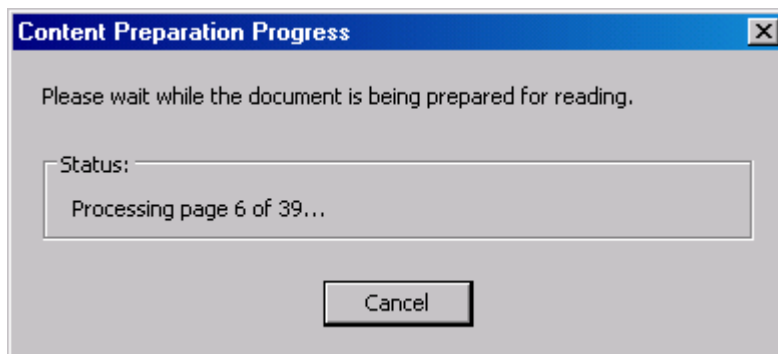 Content Preparation Progress
Please wait while the document is being prepared for reading.
Status:
Processing page 6 of 39...
Cancel